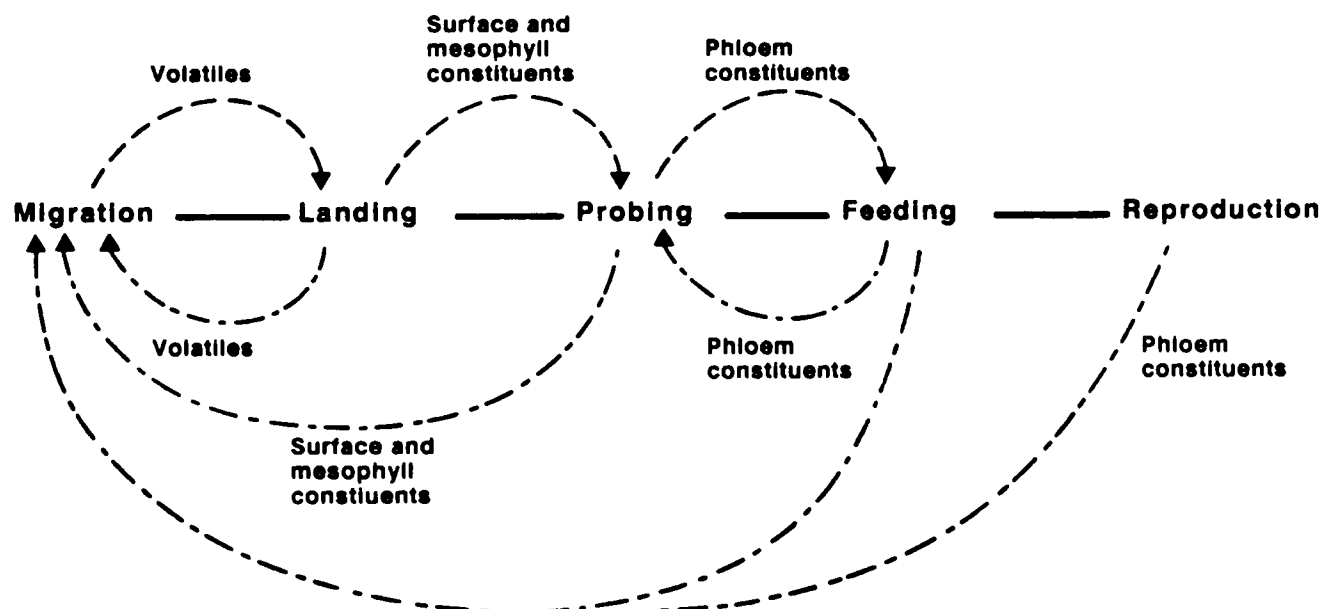 Surface and
mesophyll
constituents
Volatiles
Phloem
constituents
Migration
Landing
Probing
Feeding
Reproduction
Volatiles
Phloem
constituents
Phloem
constituents
Surface and
mesophyll
constiuents